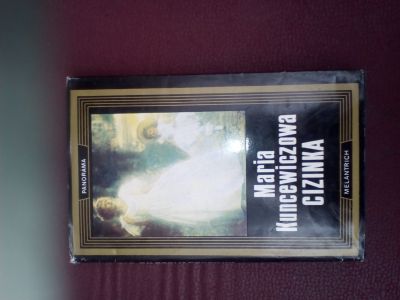 PANORAMA
Maria
Kuncewiczowa
CIZINKA
MELANTRICH